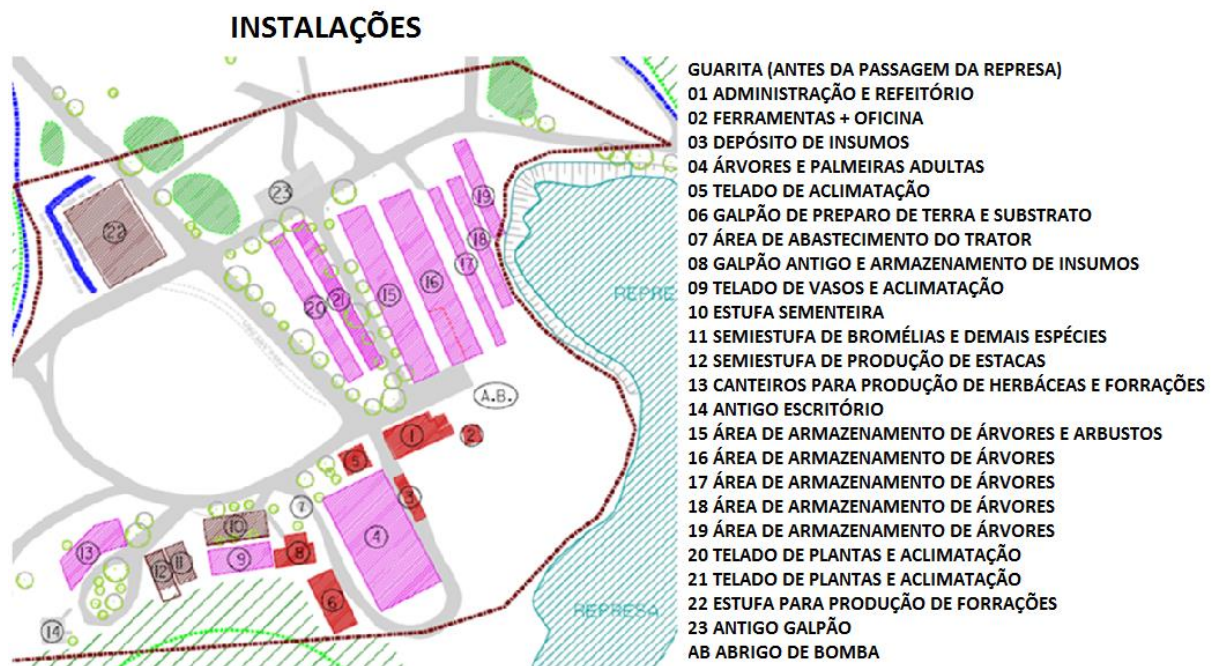 INSTALAÇÕES
GUARITA (ANTES DA PASSAGEM DA REPRESA)
01 ADMINISTRAÇÃO E REFEITÓRIO
02 FERRAMENTAS + OFICINA
03 DEPÓSITO DE INSUMOS
04 ÁRVORES E PALMEIRAS ADULTAS
05 TELADO DE ACLIMATAÇÃO
06 GALPÃO DE PREPARO DE TERRA E SUBSTRATO
07 ÁREA DE ABASTECIMENTO DO TRATOR
08 GALPÃO ANTIGO E ARMAZENAMENTO DE INSUMOS
09 TELADO DE VASOS E ACLIMATAÇÃO
10 ESTUFA SEMENTEIRA
11 SEMIESTUFA DE BROMÉLIAS E DEMAIS ESPÉCIES
12 SEMIESTUFA DE PRODUÇÃO DE ESTACAS
13 CANTEIROS PARA PRODUÇÃO DE HERBÁCEAS E FORRAÇÕES
14 ANTIGO ESCRITÓRIO
15 ÁREA DE ARMAZENAMENTO DE ÁRVORES E ARBUSTOS
16 ÁREA DE ARMAZENAMENTO DE ÁRVORES
17 ÁREA DE ARMAZENAMENTO DE ÁRVORES
18 ÁREA DE ARMAZENAMENTO DE ÁRVORES
19 ÁREA DE ARMAZENAMENTO DE ÁRVORES
20 TELADO DE PLANTAS E ACLIMATAÇÃO
21 TELADO DE PLANTAS E ACLIMATAÇÃO
22 ESTUFA PARA PRODUÇÃO DE FORRAÇÕES
23 ANTIGO GALPÃO
AB ABRIGO DE BOMBA
23
19
22
18
17
16
REPRE
15
21
20
A.B.
1
2
5
3
7
10
4
13
8
9
11
12
6
REPRESA
14